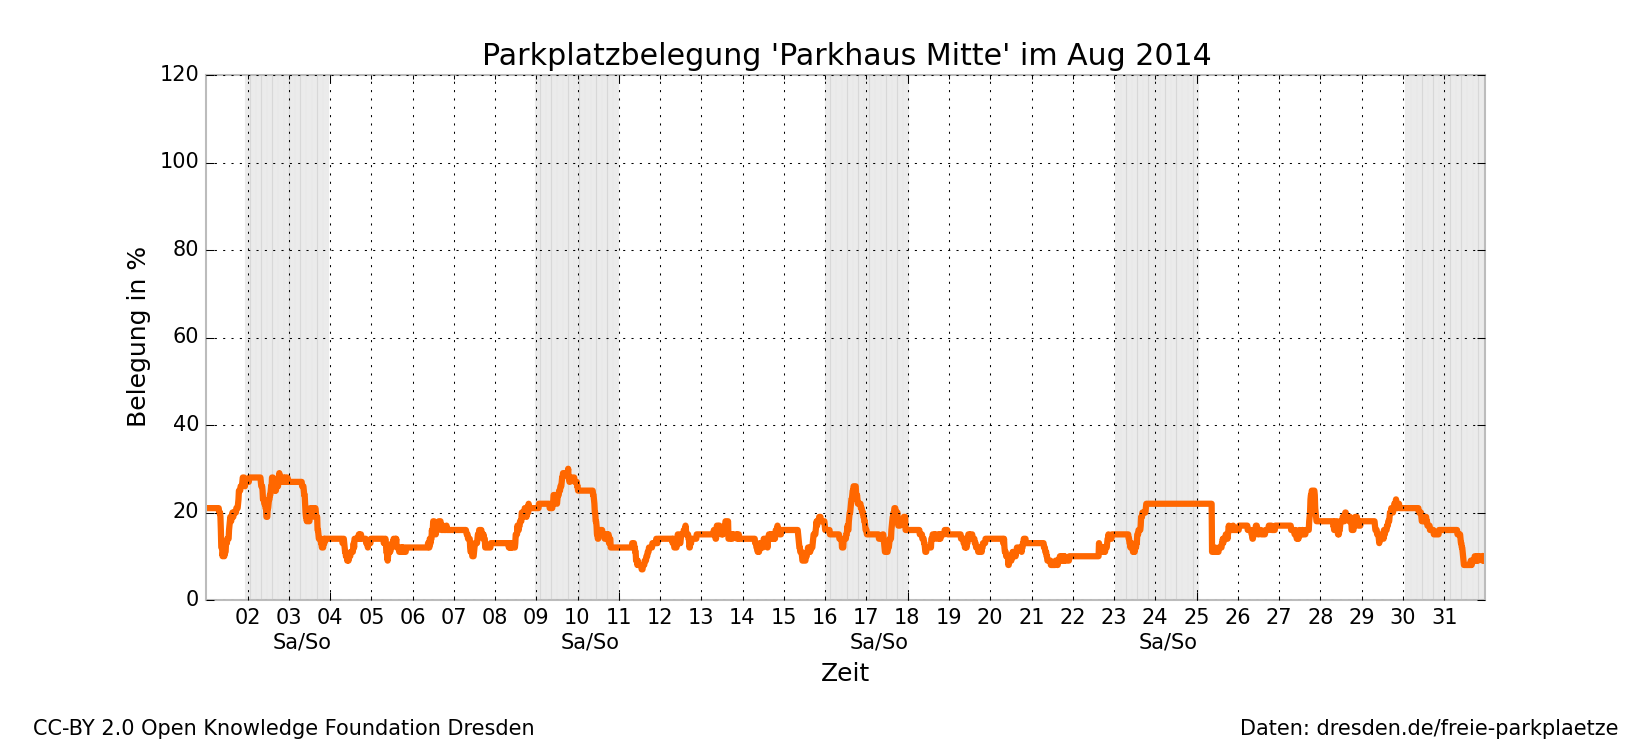 Parkplatzbelegung 'Parkhaus Mitte' im Aug 2014
120
100
80
60
40
20
0
Belegung in %
02 03 04 05 06 07 08 09 10 11 12 13 14 15 16 17 18 19 20 21 22 23 24 25 26 27 28 29 30 31
Sa/So Sa/So Sa/So Sa/So
Zeit
CC-BY 2.0 Open Knowledge Foundation Dresden
Daten: dresden.de/freie-parkplaetze